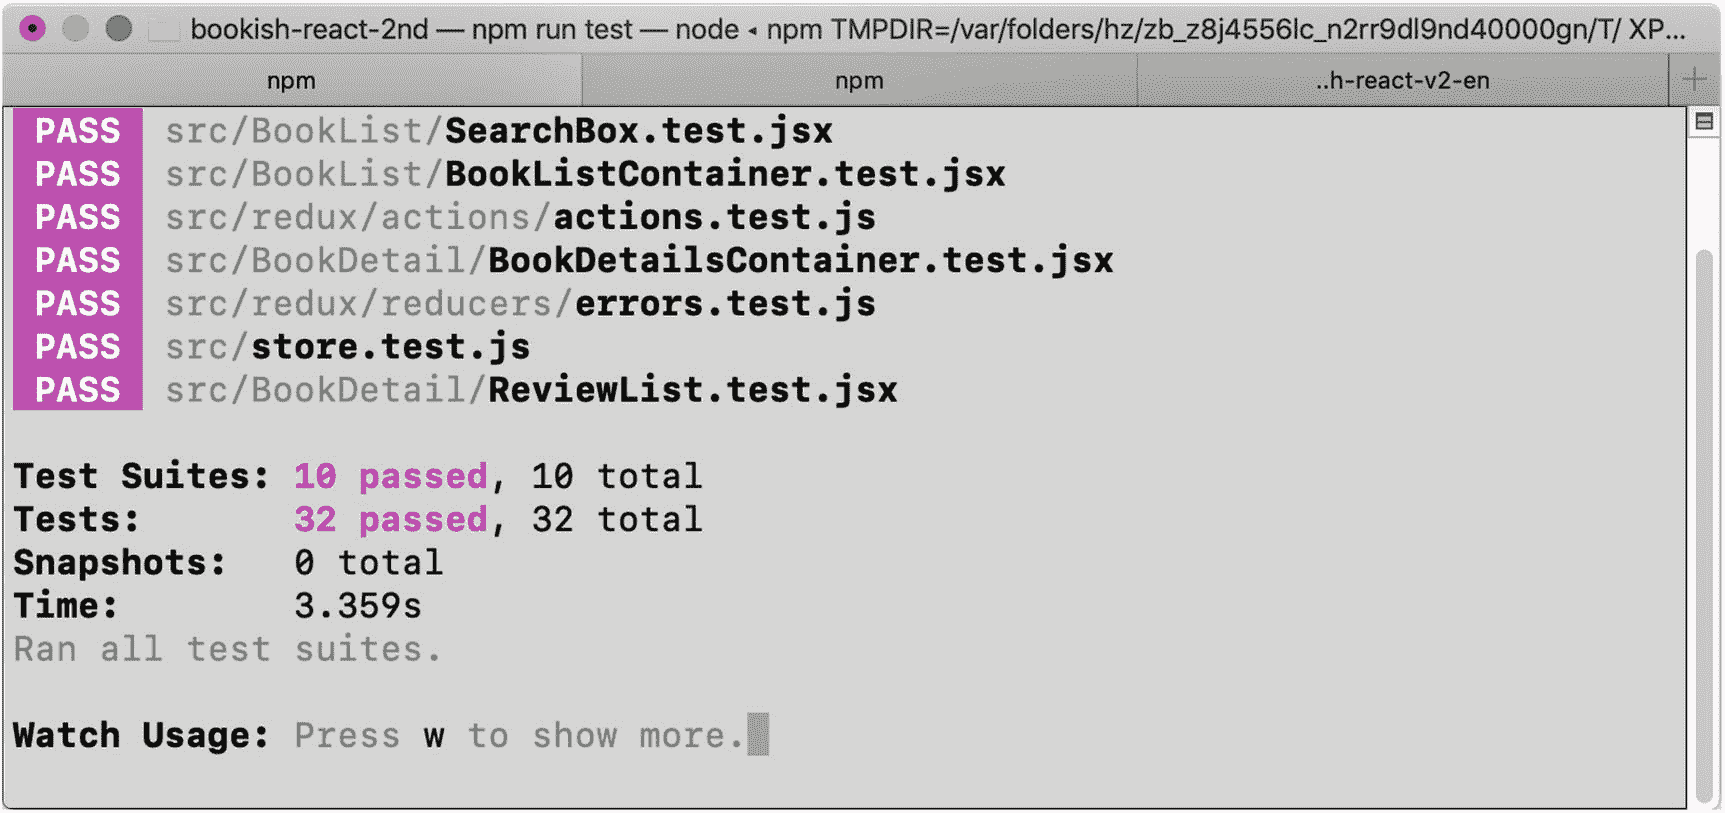 bookish-react-2nd — npm run test — node ◂ npm TMPDIR=/var/folders/hz/zb_z8j4556lc_n2rr9dl9nd40000gn/T/ XP...
npm npm ..h-react-v2-en +
PASS src/BookList/SearchBox.test.jsx
PASS src/BookList/BookListContainer.test.jsx
PASS src/redux/actions/actions.test.js
PASS src/BookDetail/BookDetailsContainer.test.jsx
PASS src/redux/reducers/errors.test.js
PASS src/store.test.js
PASS src/BookDetail/ReviewList.test.jsx
Test Suites: 10 passed, 10 total
Tests: 32 passed, 32 total
Snapshots: 0 total
Time: 3.359s
Ran all test suites.
Watch Usage: Press w to show more.